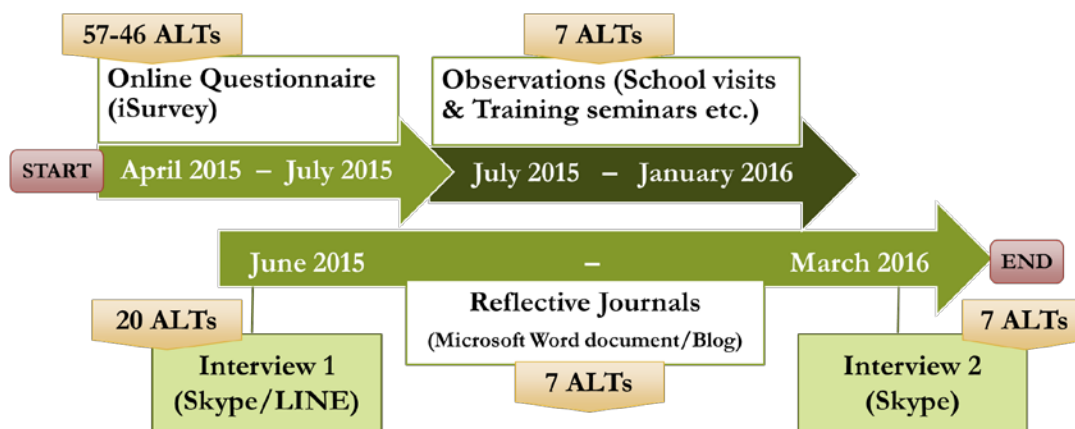 57-46 ALTs
7 ALTs
Online Questionnaire
(iSurvey)
Observations (School visits
& Training seminars etc.)
START
April 2015 – July 2015
July 2015 – January 2016
June 2015 – March 2016
END
20 ALTs
Interview 1
(Skype/LINE)
Reflective Journals
(Microsoft Word document/Blog)
7 ALTs
7 ALTs
Interview 2
(Skype)